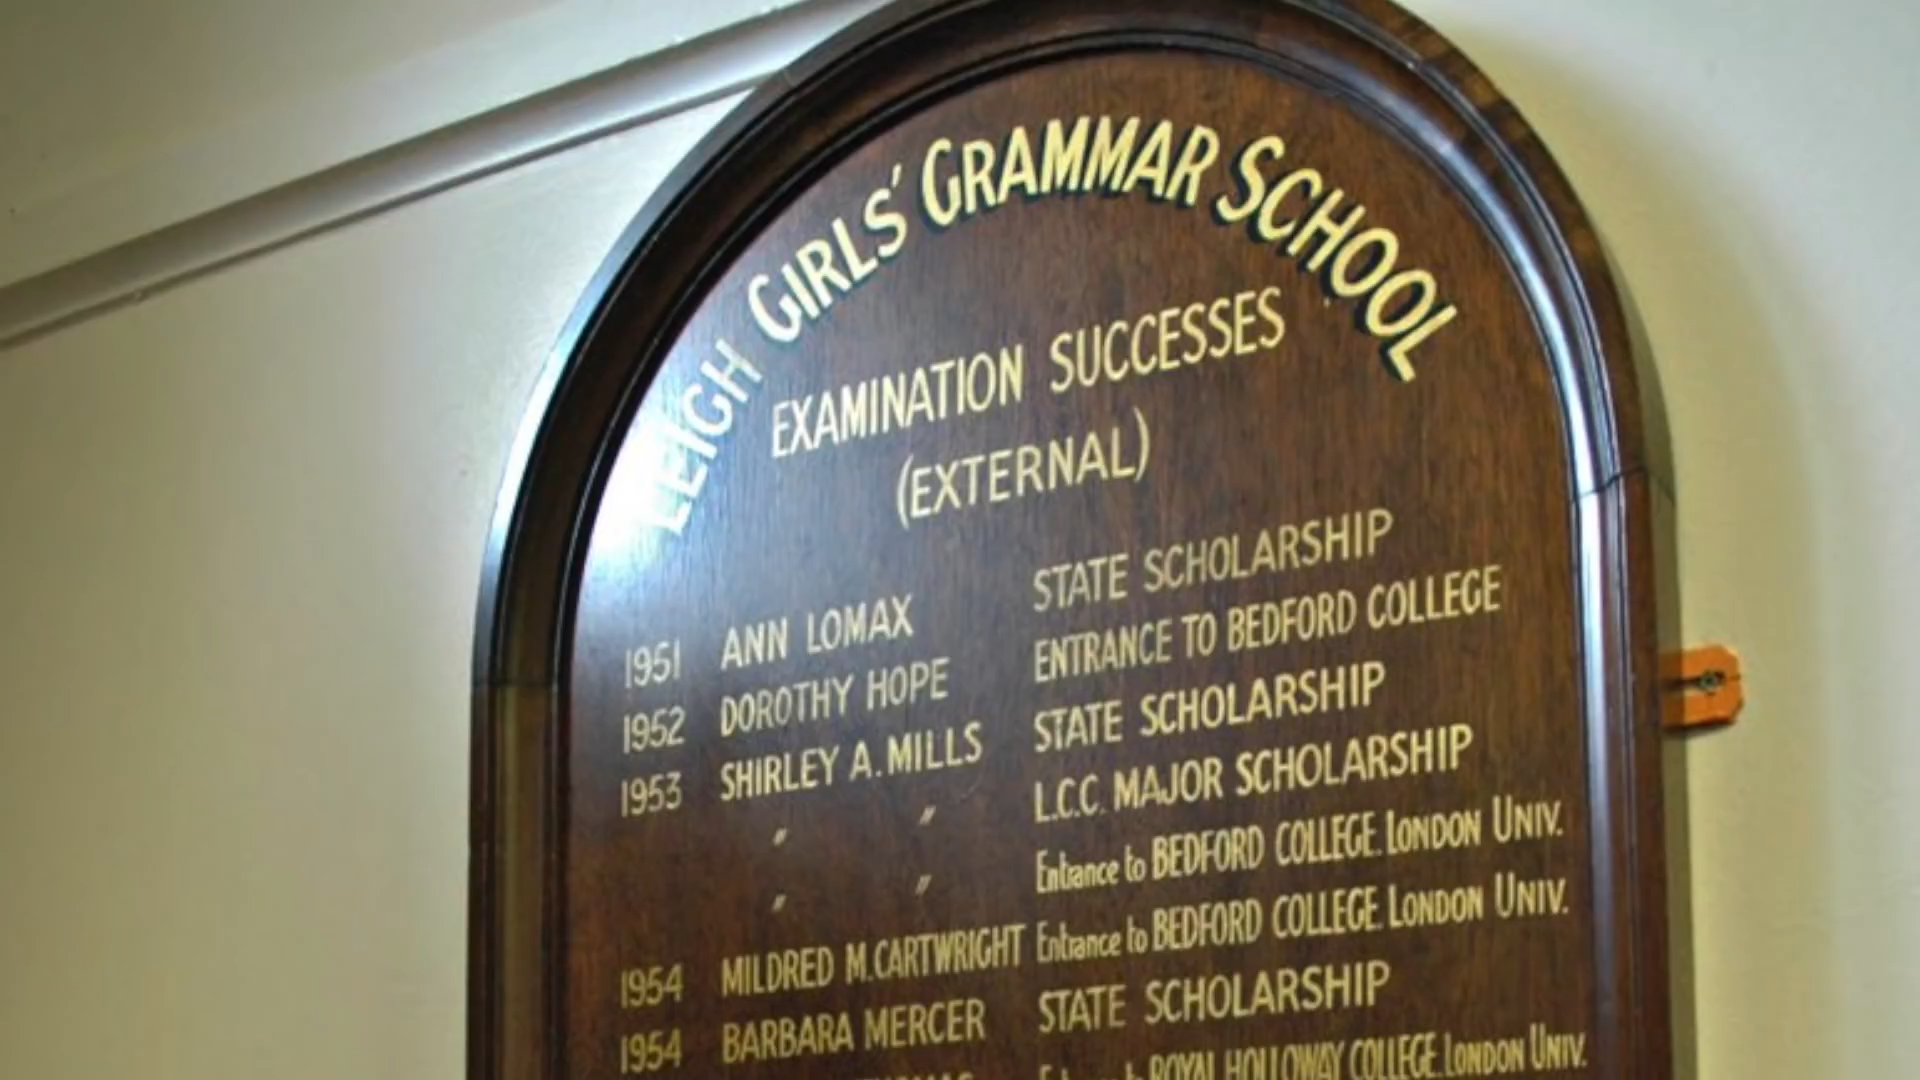 LEIGH GIRLS' GRAMMAR SCHOOL
EXAMINATION SUCCESSES
(EXTERNAL)
1951 ANN LOMAX STATE SCHOLARSHIP
1952 DOROTHY HOPE ENTRANCE TO BEDFORD COLLEGE
1953 SHIRLEY A. MILLS STATE SCHOLARSHIP
" " L.C.C. MAJOR SCHOLARSHIP
" " Entrance to BEDFORD COLLEGE. LONDON UNIV.
1954 MILDRED M. CARTWRIGHT Entrance to BEDFORD COLLEGE. LONDON UNIV.
1954 BARBARA MERCER STATE SCHOLARSHIP
ROYAL HOLLOWAY COLLEGE. LONDON UNIV.